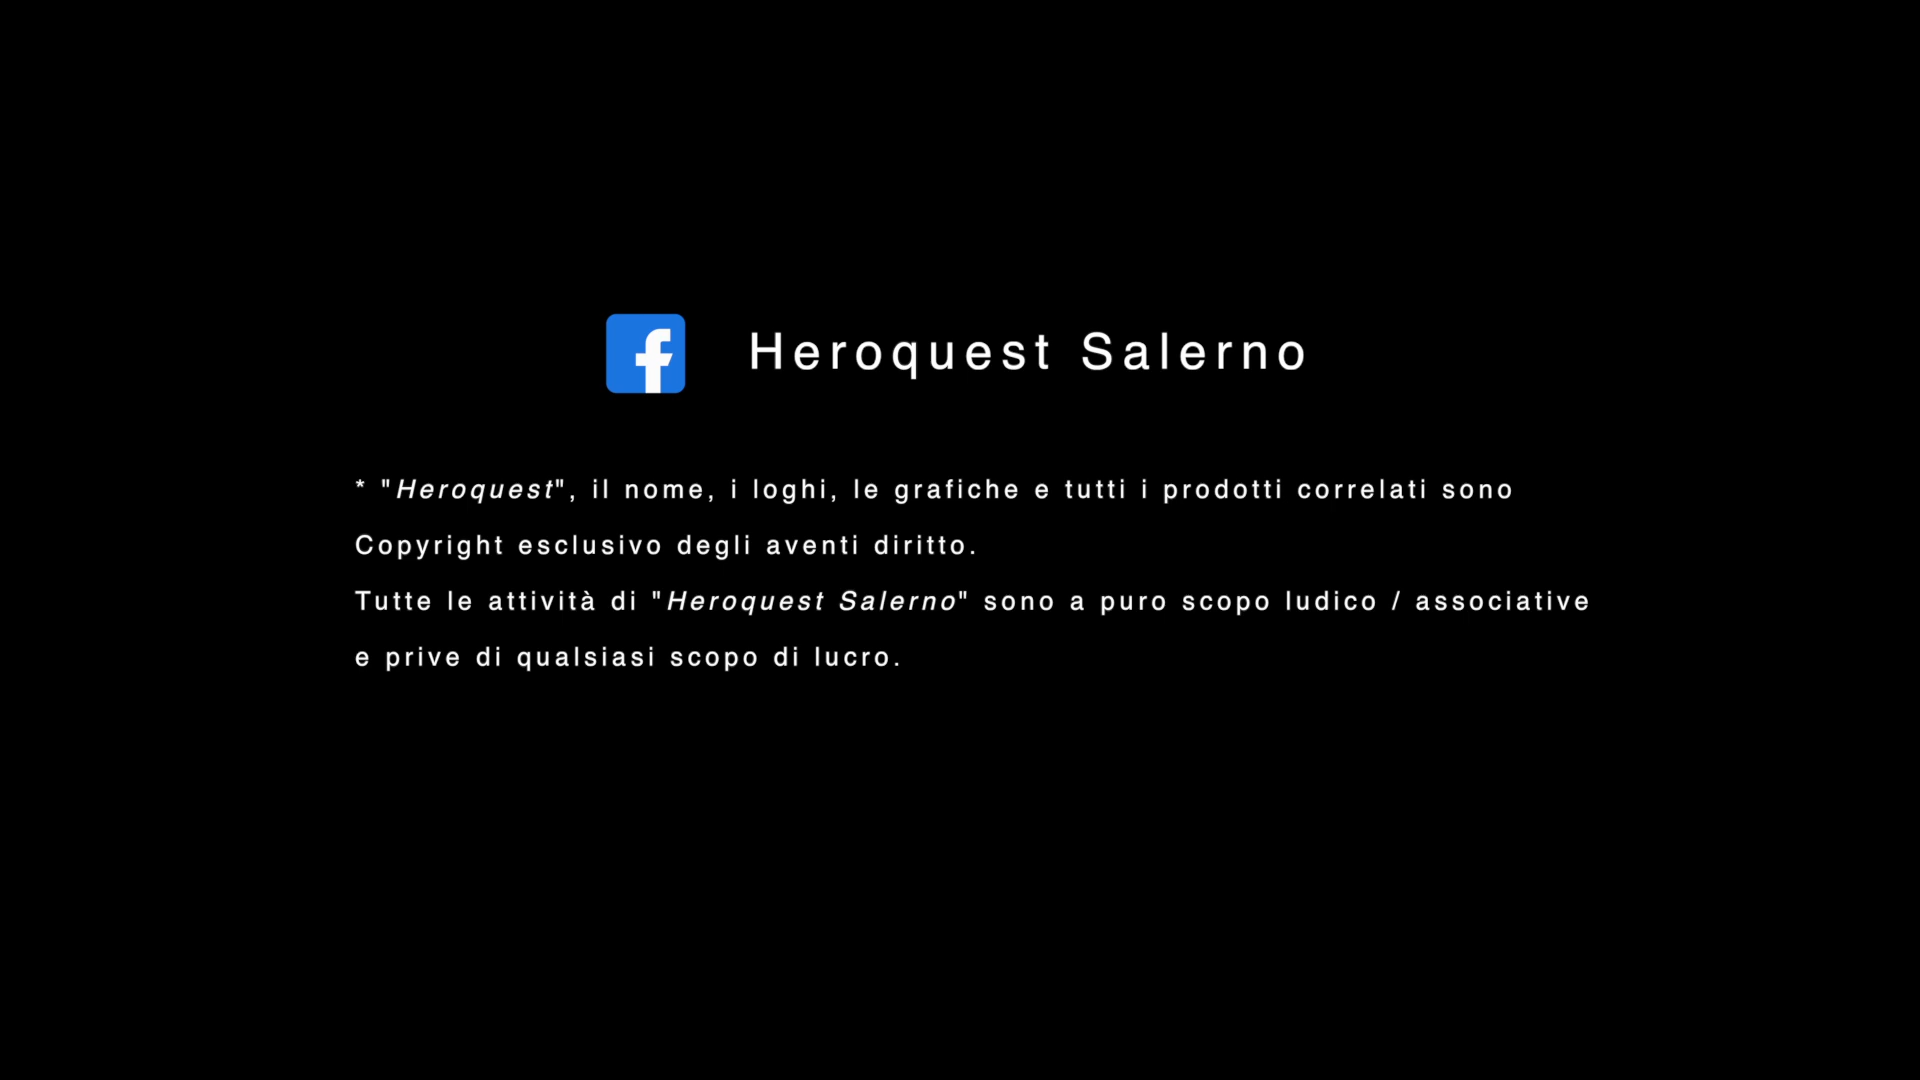 Heroquest Salerno
* "Heroquest", il nome, i loghi, le grafiche e tutti i prodotti correlati sono
Copyright esclusivo degli aventi diritto.
Tutte le attività di "Heroquest Salerno" sono a puro scopo ludico / associative
e prive di qualsiasi scopo di lucro.